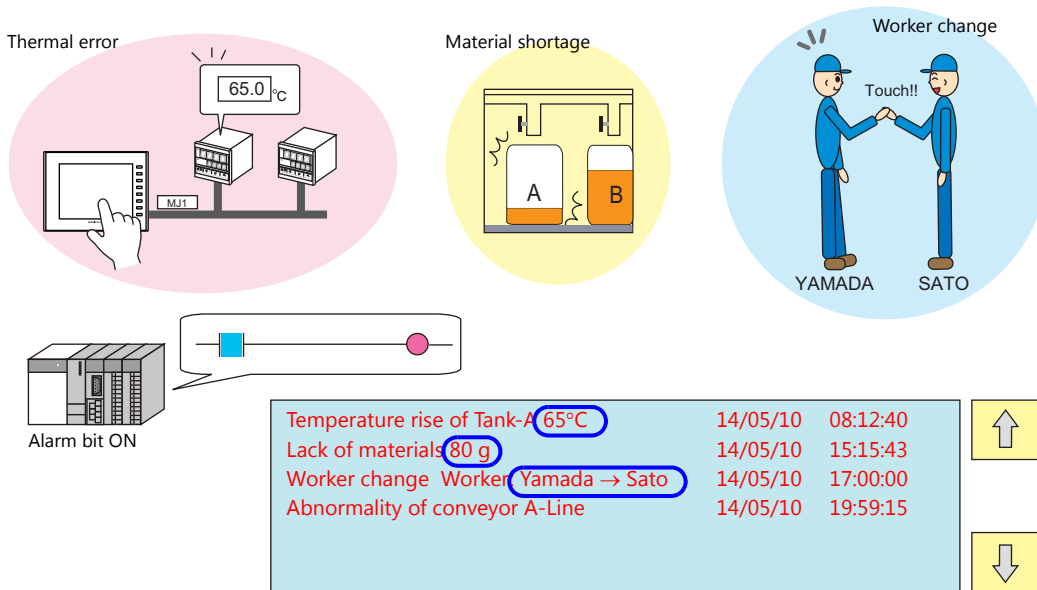 Thermal error
65.0 °C
MJ1
Material shortage
A
B
Worker change
Touch!!
YAMADA
SATO
Alarm bit ON
Temperature rise of Tank-A 65°C 14/05/10 08:12:40
Lack of materials 80 g 14/05/10 15:15:43
Worker change Worker: Yamada → Sato 14/05/10 17:00:00
Abnormality of conveyor A-Line 14/05/10 19:59:15